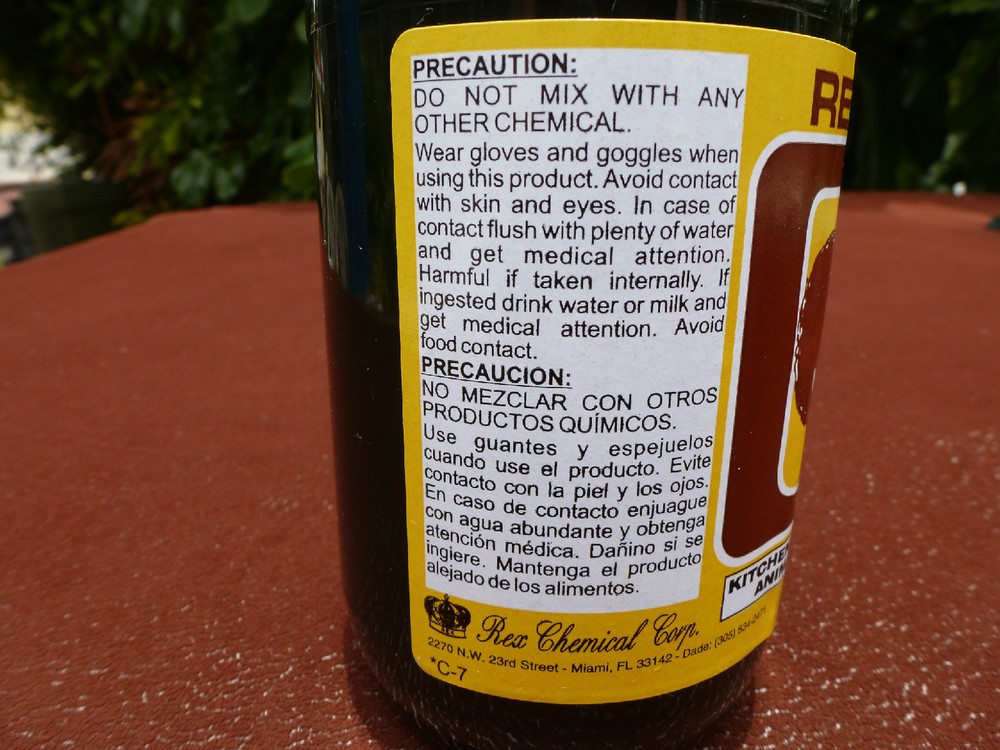 PRECAUTION:
DO NOT MIX WITH ANY
OTHER CHEMICAL.
Wear gloves and goggles when
using this product. Avoid contact
with skin and eyes. In case of
contact flush with plenty of water
and get medical attention.
Harmful if taken internally. If
ingested drink water or milk and
get medical attention. Avoid
food contact.
PRECAUCION:
NO MEZCLAR CON OTROS
PRODUCTOS QUÍMICOS.
Use guantes y espejuelos
cuando use el producto. Evite
contacto con la piel y los ojos.
En caso de contacto enjuague
con agua abundante y obtenga
atención médica. Dañino si se
ingiere. Mantenga el producto
alejado de los alimentos.
Rex Chemical Corp.
2270 N.W. 23rd Street - Miami, FL 33142 - Dade: (305) 634-2471
*C-7
RE
KITCHEN
ANI